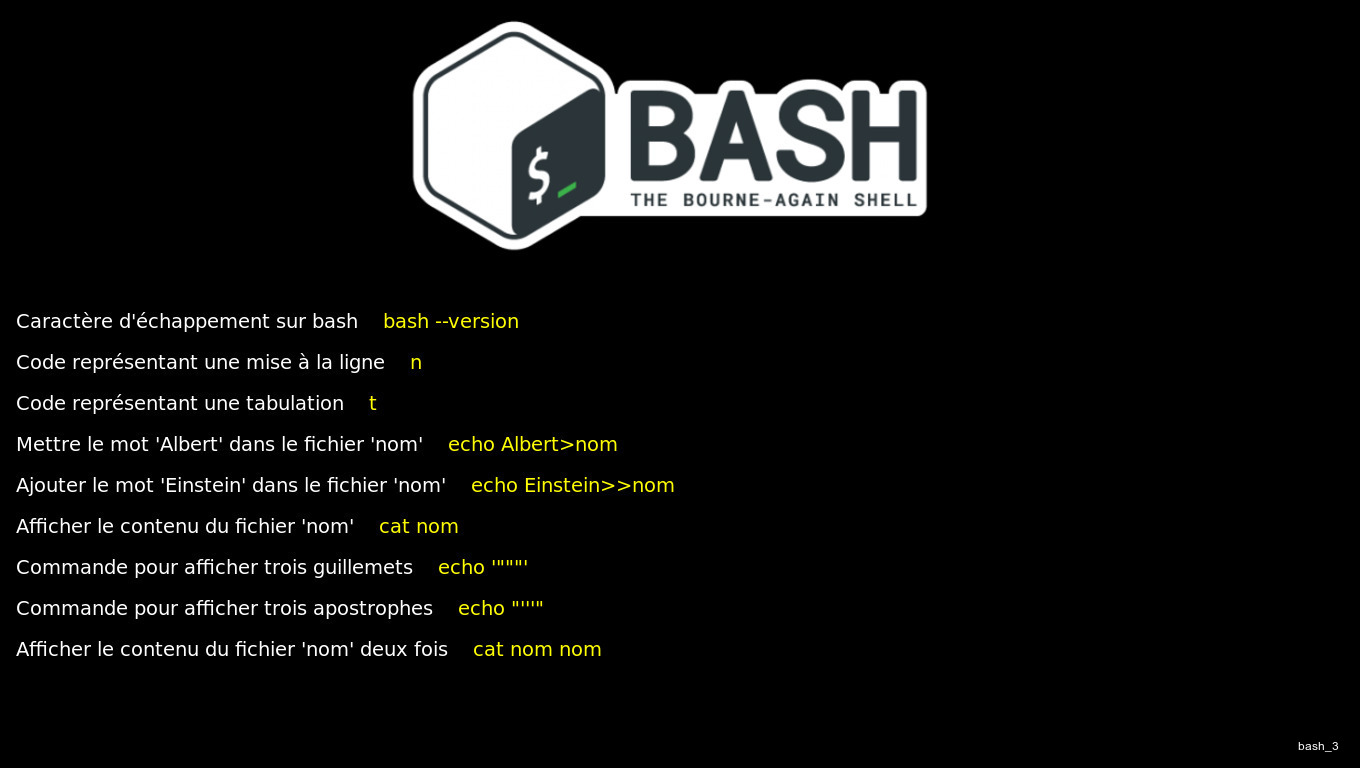 $_
BASH
THE BOURNE-AGAIN SHELL
Caractère d'échappement sur bash bash --version
Code représentant une mise à la ligne n
Code représentant une tabulation t
Mettre le mot 'Albert' dans le fichier 'nom' echo Albert>nom
Ajouter le mot 'Einstein' dans le fichier 'nom' echo Einstein>>nom
Afficher le contenu du fichier 'nom' cat nom
Commande pour afficher trois guillemets echo '"""'
Commande pour afficher trois apostrophes echo "'''"
Afficher le contenu du fichier 'nom' deux fois cat nom nom
bash_3